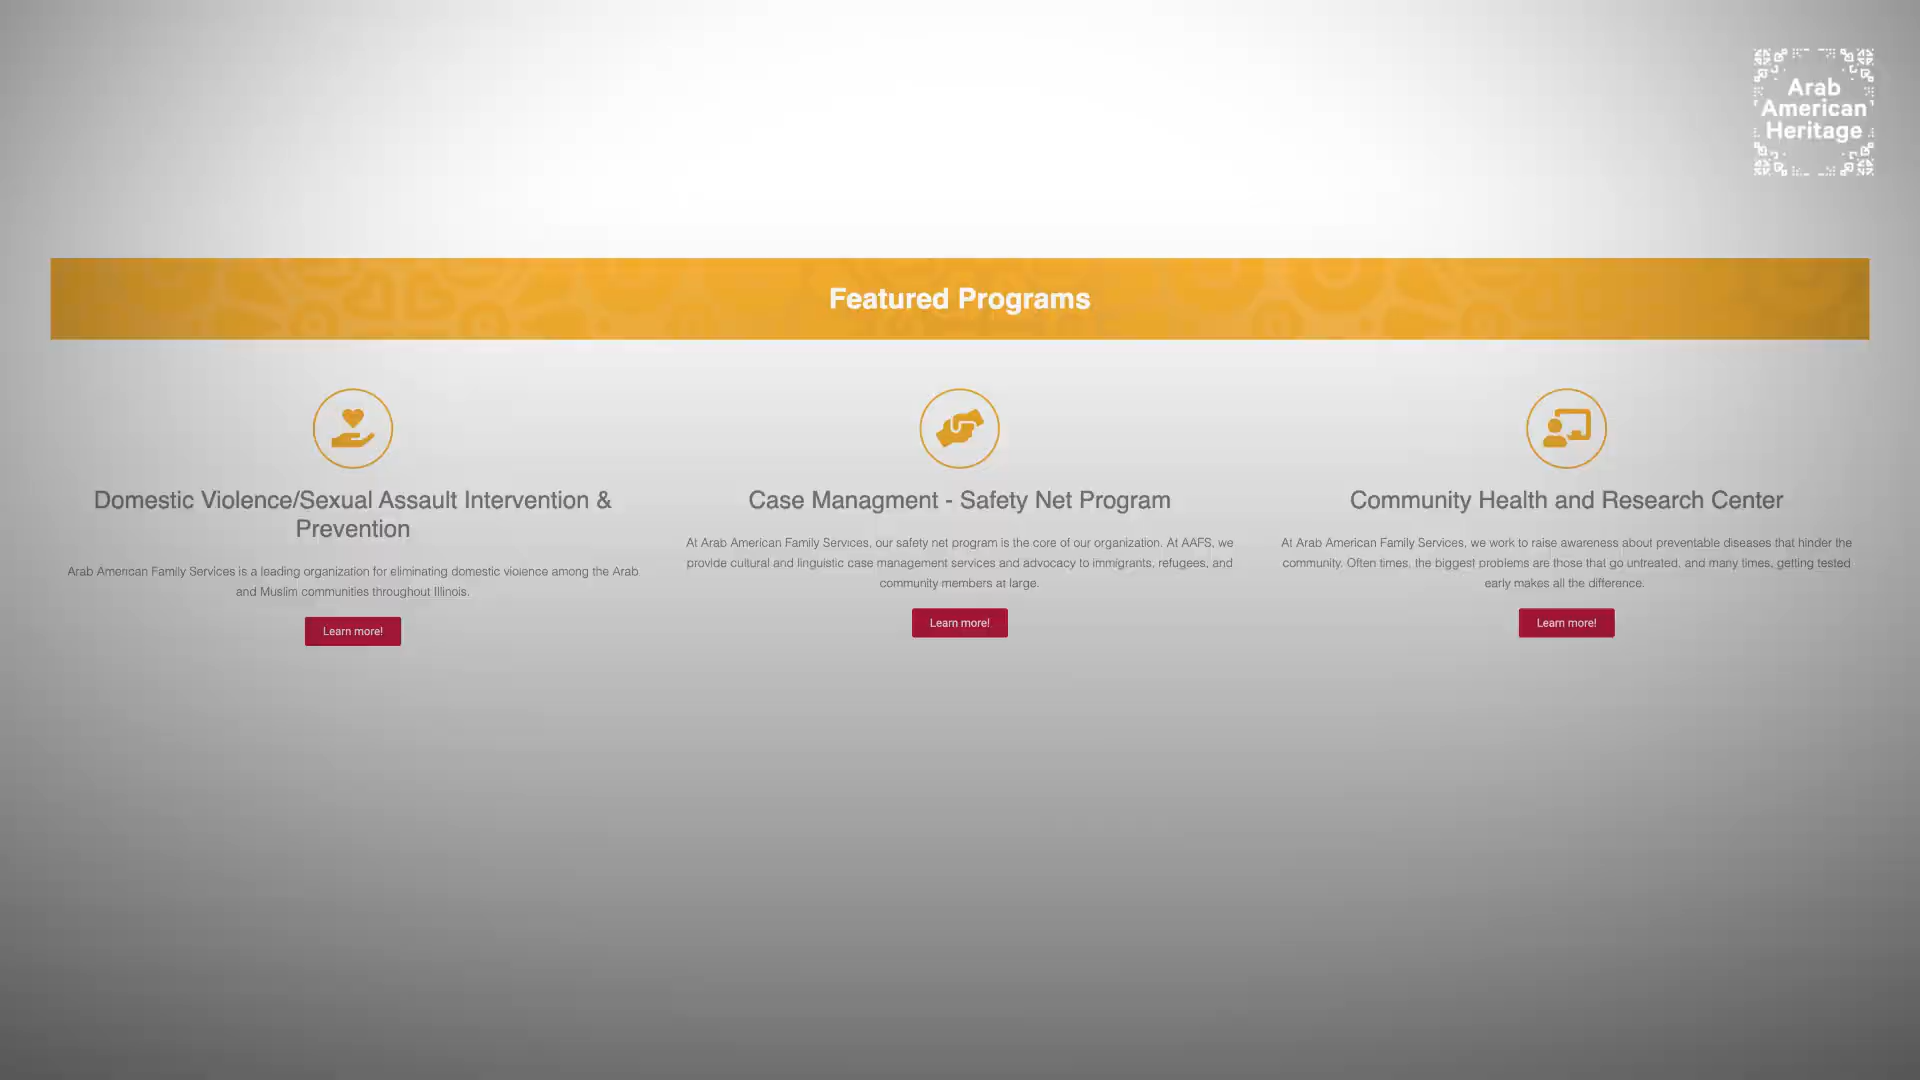 Arab
American
Heritage
Featured Programs
Domestic Violence/Sexual Assault Intervention &
Prevention
Arab American Family Services is a leading organization for eliminating domestic violence among the Arab
and Muslim communities throughout Illinois.
Learn more!
Case Managment - Safety Net Program
At Arab American Family Services, our safety net program is the core of our organization. At AAFS, we
provide cultural and linguistic case management services and advocacy to immigrants, refugees, and
community members at large.
Learn more!
Community Health and Research Center
At Arab American Family Services, we work to raise awareness about preventable diseases that hinder the
community. Often times, the biggest problems are those that go untreated, and many times, getting tested
early makes all the difference.
Learn more!